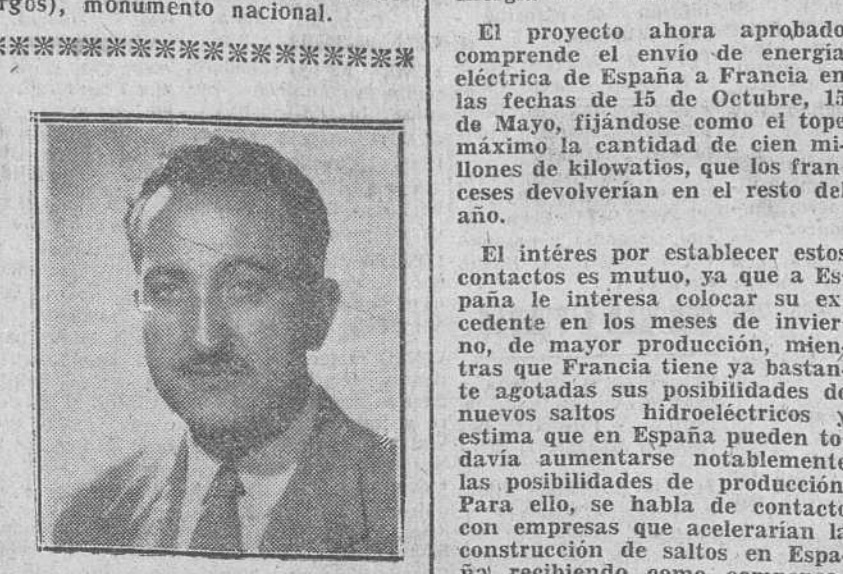 rgos), monumento nacional.
El proyecto ahora aprobado
comprende el envío de energía
eléctrica de España a Francia en
las fechas de 15 de Octubre, 15
de Mayo, fijándose como el tope
máximo la cantidad de cien mi-
llones de kilowatios, que los fran-
ceses devolverían en el resto del
año.
El intéres por establecer estos
contactos es mutuo, ya que a Es-
paña le interesa colocar su ex-
cedente en los meses de invier-
no, de mayor producción, mien-
tras que Francia tiene ya bastan-
te agotadas sus posibilidades de
nuevos saltos hidroeléctricos y
estima que en España pueden to-
davía aumentarse notablemente
las posibilidades de producción.
Para ello, se habla de contacto
con empresas que acelerarían la
construcción de saltos en Espa-
ña, recibiendo como